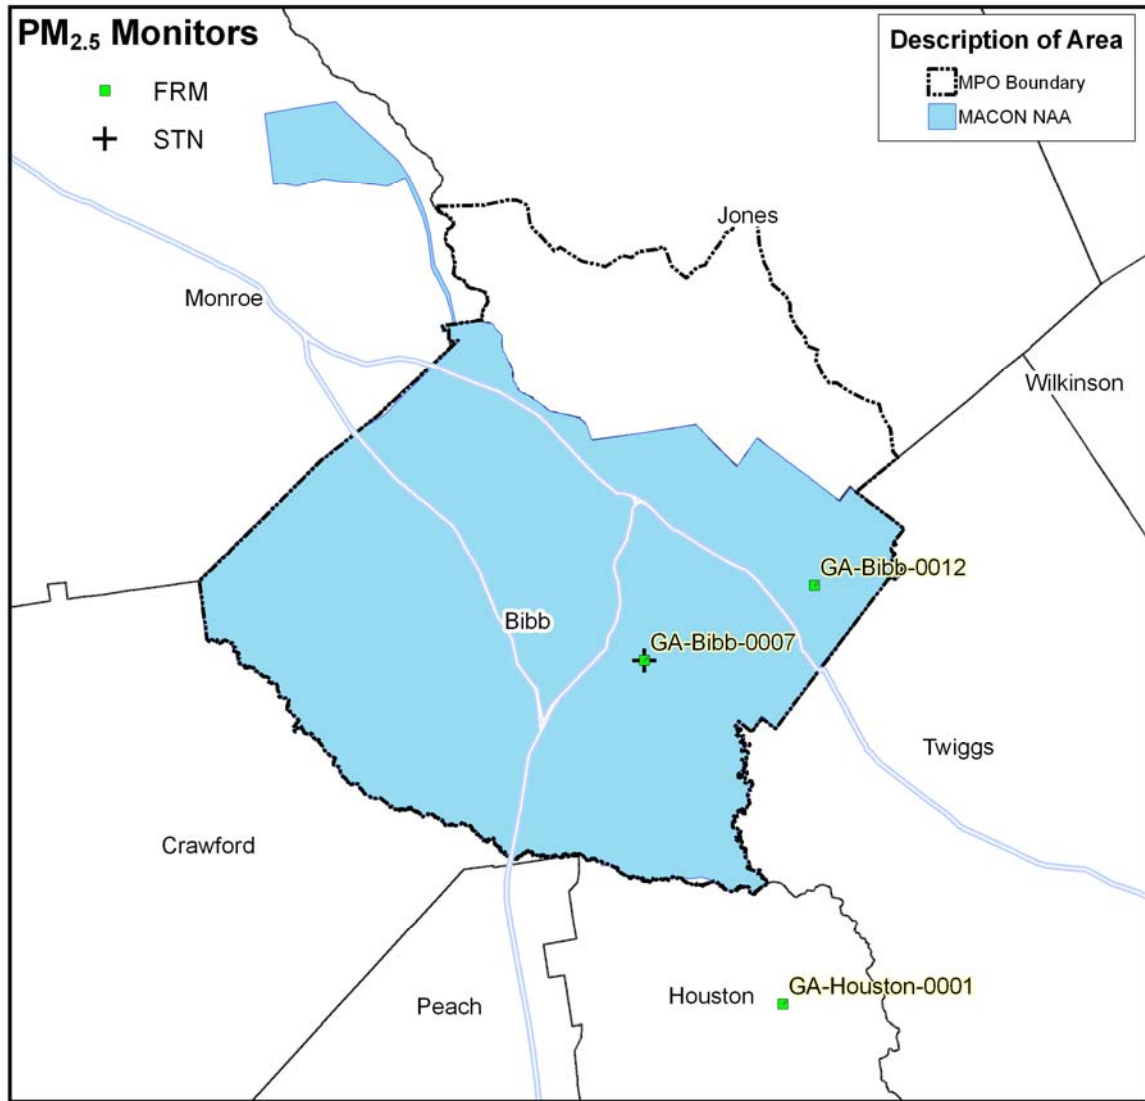 PM2.5 Monitors
FRM
STN
Description of Area
MPO Boundary
MACON NAA
Jones
Monroe
Wilkinson
GA-Bibb-0012
Bibb
GA-Bibb-0007
Twiggs
Crawford
GA-Houston-0001
Houston
Peach